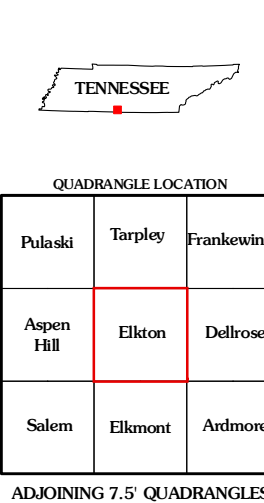 TENNESSEE
QUADRANGLE LOCATION
Pulaski Tarpley Frankewin
Aspen Hill Elkton Dellrose
Salem Elkmont Ardmore
ADJOINING 7.5' QUADRANGLES